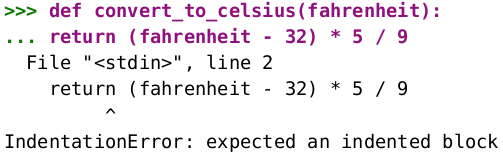 >>> def convert_to_celsius(fahrenheit):
... return (fahrenheit - 32) * 5 / 9
  File "<stdin>", line 2
    return (fahrenheit - 32) * 5 / 9
         ^
IndentationError: expected an indented block